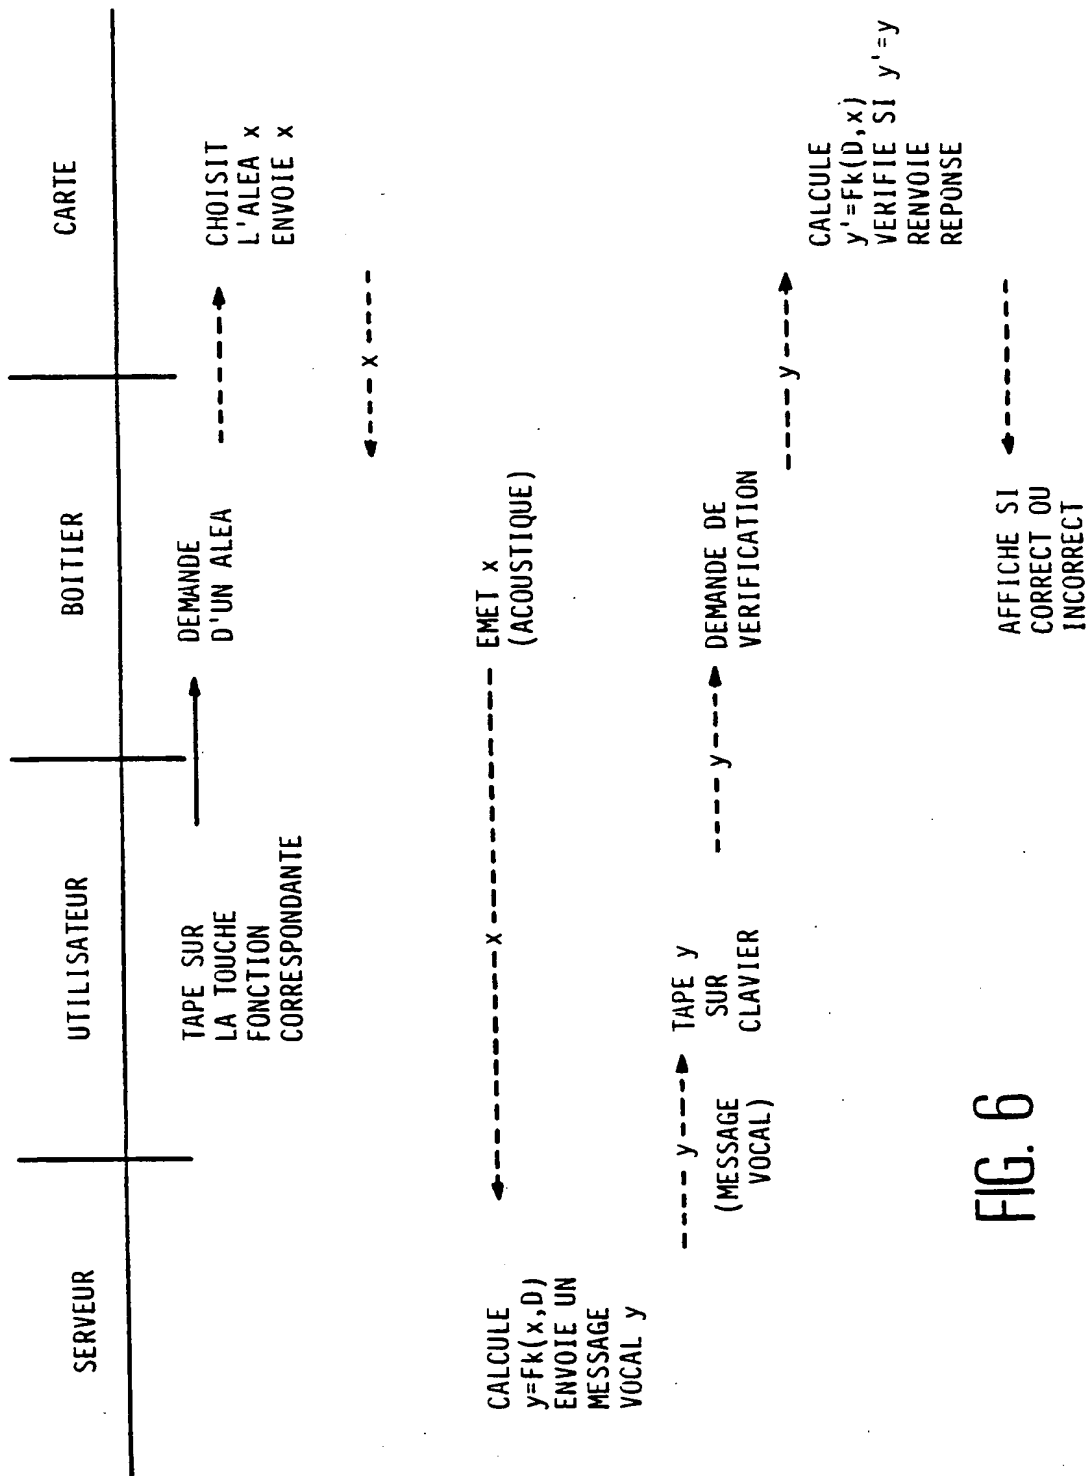 SERVEUR
UTILISATEUR
BOITIER
CARTE
TAPE SUR
LA TOUCHE
FONCTION
CORRESPONDANTE
DEMANDE
D'UN ALEA
CHOISIT
L'ALEA x
ENVOIE x
x
EMET x
(ACOUSTIQUE)
x
CALCULE
y=Fk(x,D)
ENVOIE UN
MESSAGE
VOCAL y
y
(MESSAGE
VOCAL)
TAPE y
SUR
CLAVIER
y
DEMANDE DE
VERIFICATION
y
CALCULE
y'=Fk(D,x)
VERIFIE SI y'=y
RENVOIE
REPONSE
AFFICHE SI
CORRECT OU
INCORRECT
FIG. 6